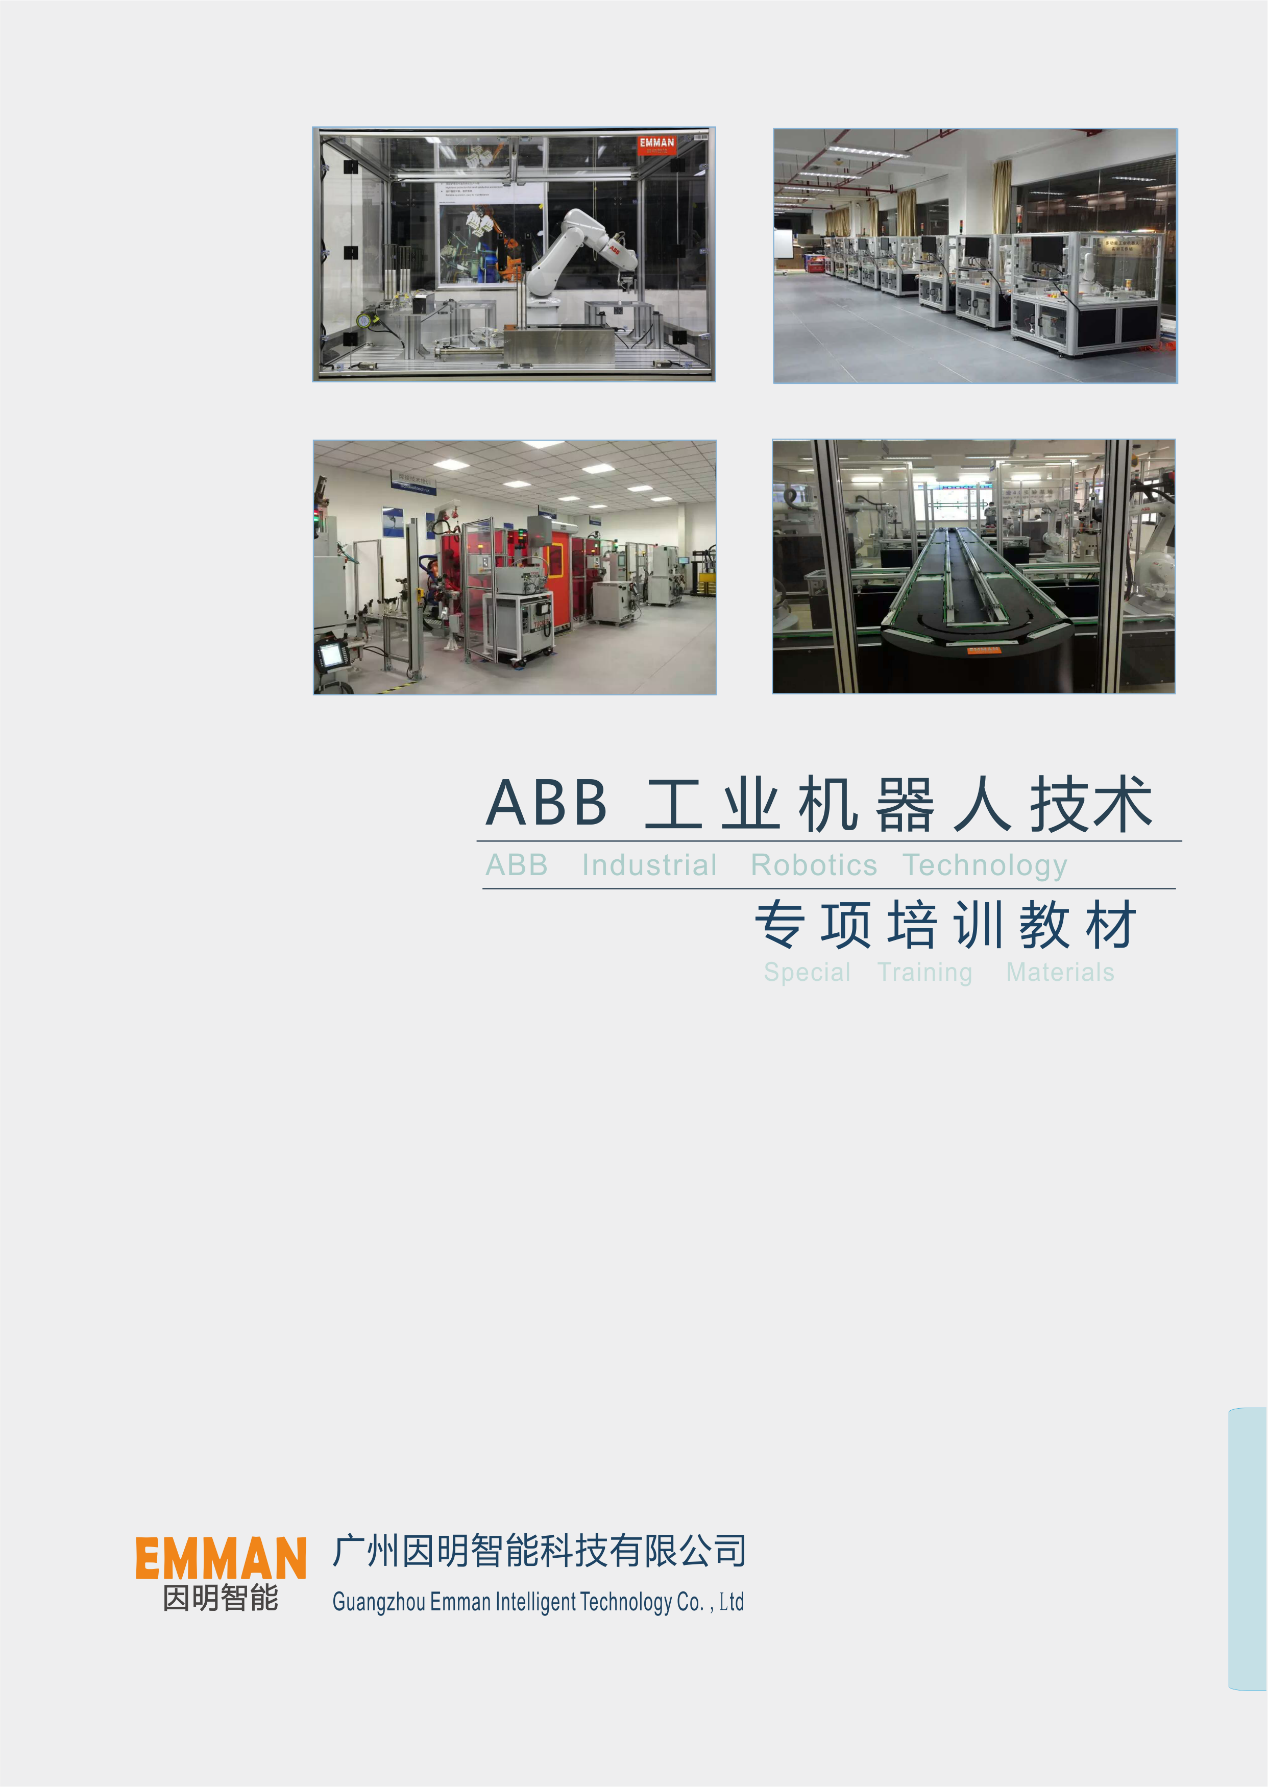 EMMAN
ABB
ABB 工业机器人技术
ABB Industrial Robotics Technology
专项培训教材
Special Training Materials
EMMAN
因明智能
广州因明智能科技有限公司
Guangzhou Emman Intelligent Technology Co. , Ltd